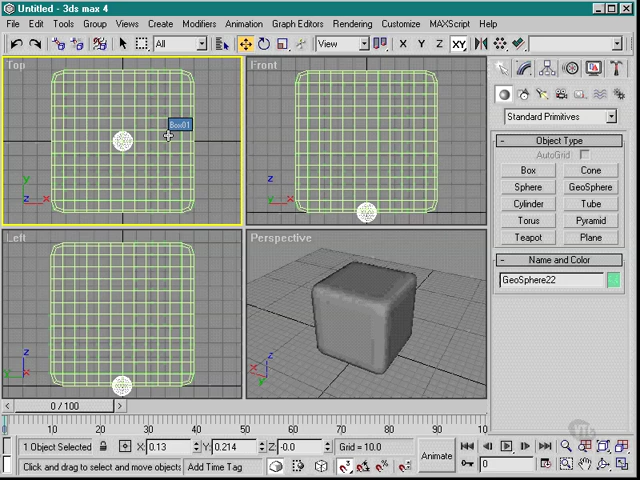 Untitled - 3ds max 4
File Edit Tools Group Views Create Modifiers Animation Graph Editors Rendering Customize MAXScript Help
All View X Y Z XY
Top
Front
Box01
y
z x
z
x
Object Type
Standard Primitives
AutoGrid
Box Cone
Sphere GeoSphere
Cylinder Tube
Torus Pyramid
Teapot Plane
Name and Color
GeoSphere22
Left
Perspective
z
y x
z
x
y
0 / 100
0 10 20 30 40 50 60 70 80 90 10
1 Object Selected X: 0.13 Y: 0.214 Z: -0.0 Grid = 10.0
Animate
Click and drag to select and move objects Add Time Tag
0